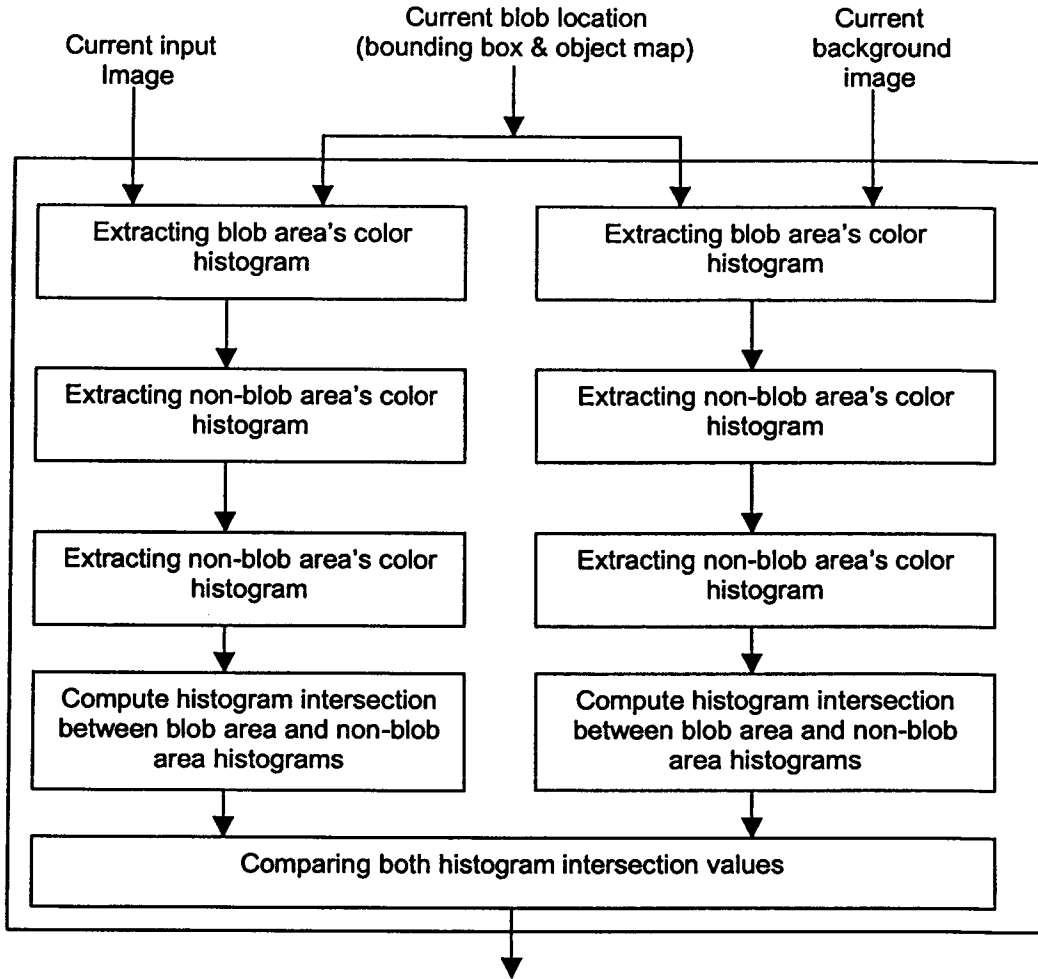 Current input
Image
Current blob location
(bounding box & object map)
Current
background
image
Extracting blob area's color
histogram
Extracting blob area's color
histogram
Extracting non-blob area's color
histogram
Extracting non-blob area's color
histogram
Extracting non-blob area's color
histogram
Extracting non-blob area's color
histogram
Compute histogram intersection
between blob area and non-blob
area histograms
Compute histogram intersection
between blob area and non-blob
area histograms
Comparing both histogram intersection values